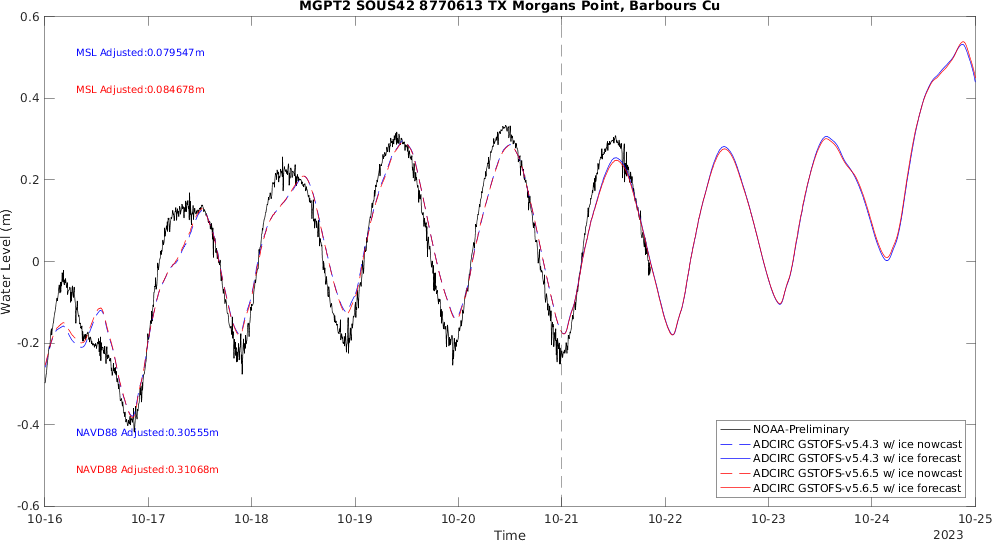 MGPT2 SOUS42 8770613 TX Morgans Point, Barbours Cu
0.6
0.4
0.2
0
-0.2
-0.4
-0.6
Water Level (m)
MSL Adjusted:0.079547m
MSL Adjusted:0.084678m
NAVD88 Adjusted:0.30555m
NAVD88 Adjusted:0.31068m
NOAA-Preliminary
ADCIRC GSTOFS-v5.4.3 w/ ice nowcast
ADCIRC GSTOFS-v5.4.3 w/ ice forecast
ADCIRC GSTOFS-v5.6.5 w/ ice nowcast
ADCIRC GSTOFS-v5.6.5 w/ ice forecast
10-16 10-17 10-18 10-19 10-20 10-21 10-22 10-23 10-24 10-25
Time
2023